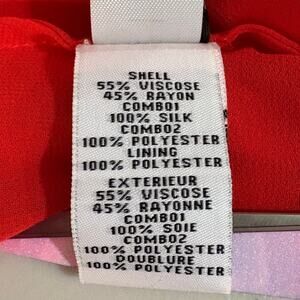 SHELL
55% VISCOSE
45% RAYON
COMBO1
100% SILK
COMBO2
100% POLYESTER
LINING
100% POLYESTER
EXTERIEUR
55% VISCOSE
45% RAYONNE
COMBO1
100% SOIE
COMBO2
100% POLYESTER
DOUBLURE
100% POLYESTER